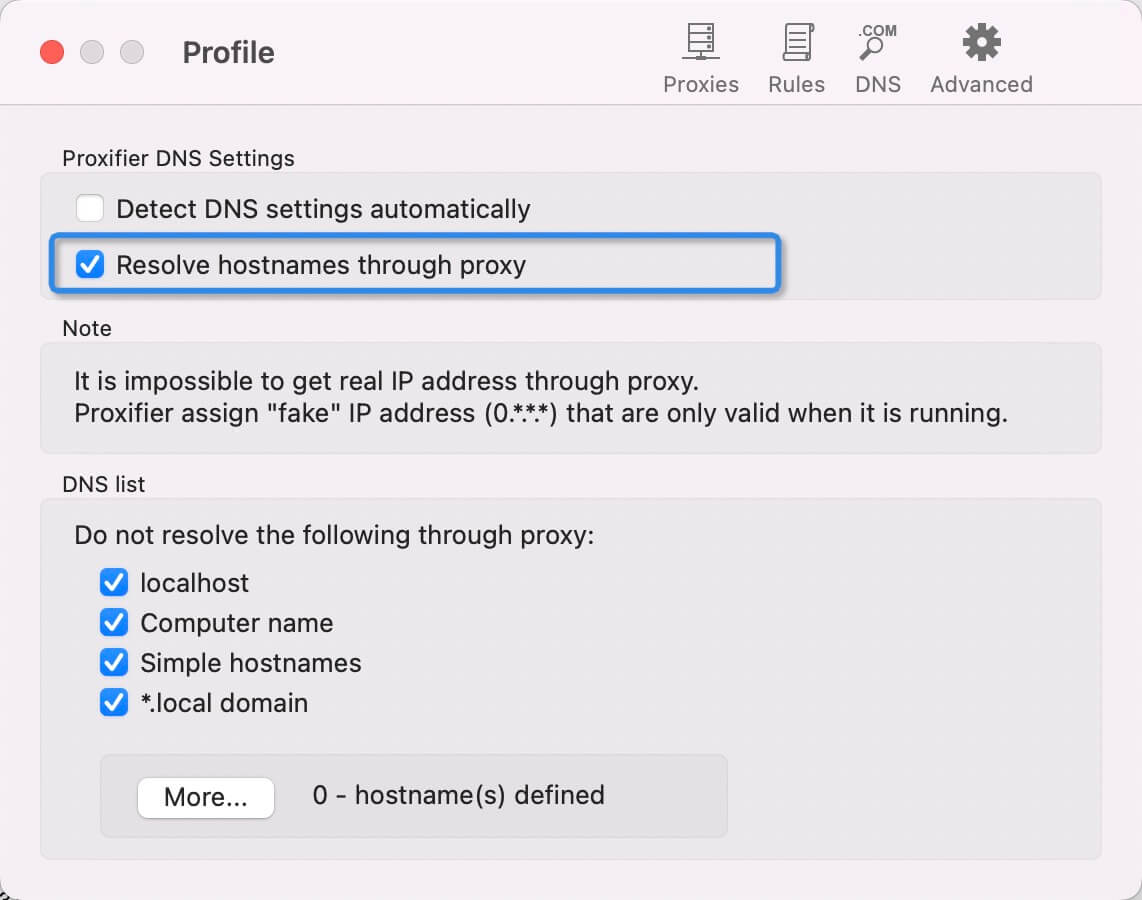 Profile
.COM
Proxies Rules DNS Advanced
Proxifier DNS Settings
Detect DNS settings automatically
Resolve hostnames through proxy
Note
It is impossible to get real IP address through proxy.
Proxifier assign "fake" IP address (0.*.*.*) that are only valid when it is running.
DNS list
Do not resolve the following through proxy:
localhost
Computer name
Simple hostnames
*.local domain
More... 0 - hostname(s) defined